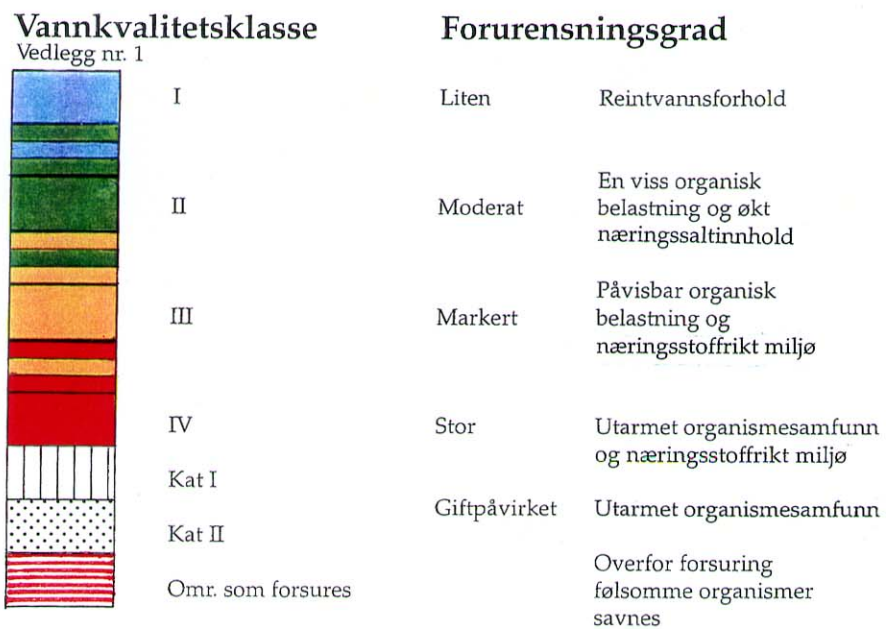 Vannkvalitetsklasse Forurensningsgrad
Vedlegg nr. 1
I Liten Reintvannsforhold
II Moderat En viss organisk
belastning og økt
næringssaltinnhold
III Markert Påvisbar organisk
belastning og
næringsstoffrikt miljø
IV Stor Utarmet organismesamfunn
og næringsstoffrikt miljø
Kat I
Giftpåvirket Utarmet organismesamfunn
Kat II
Omr. som forsures Overfor forsuring
følsomme organismer
savnes